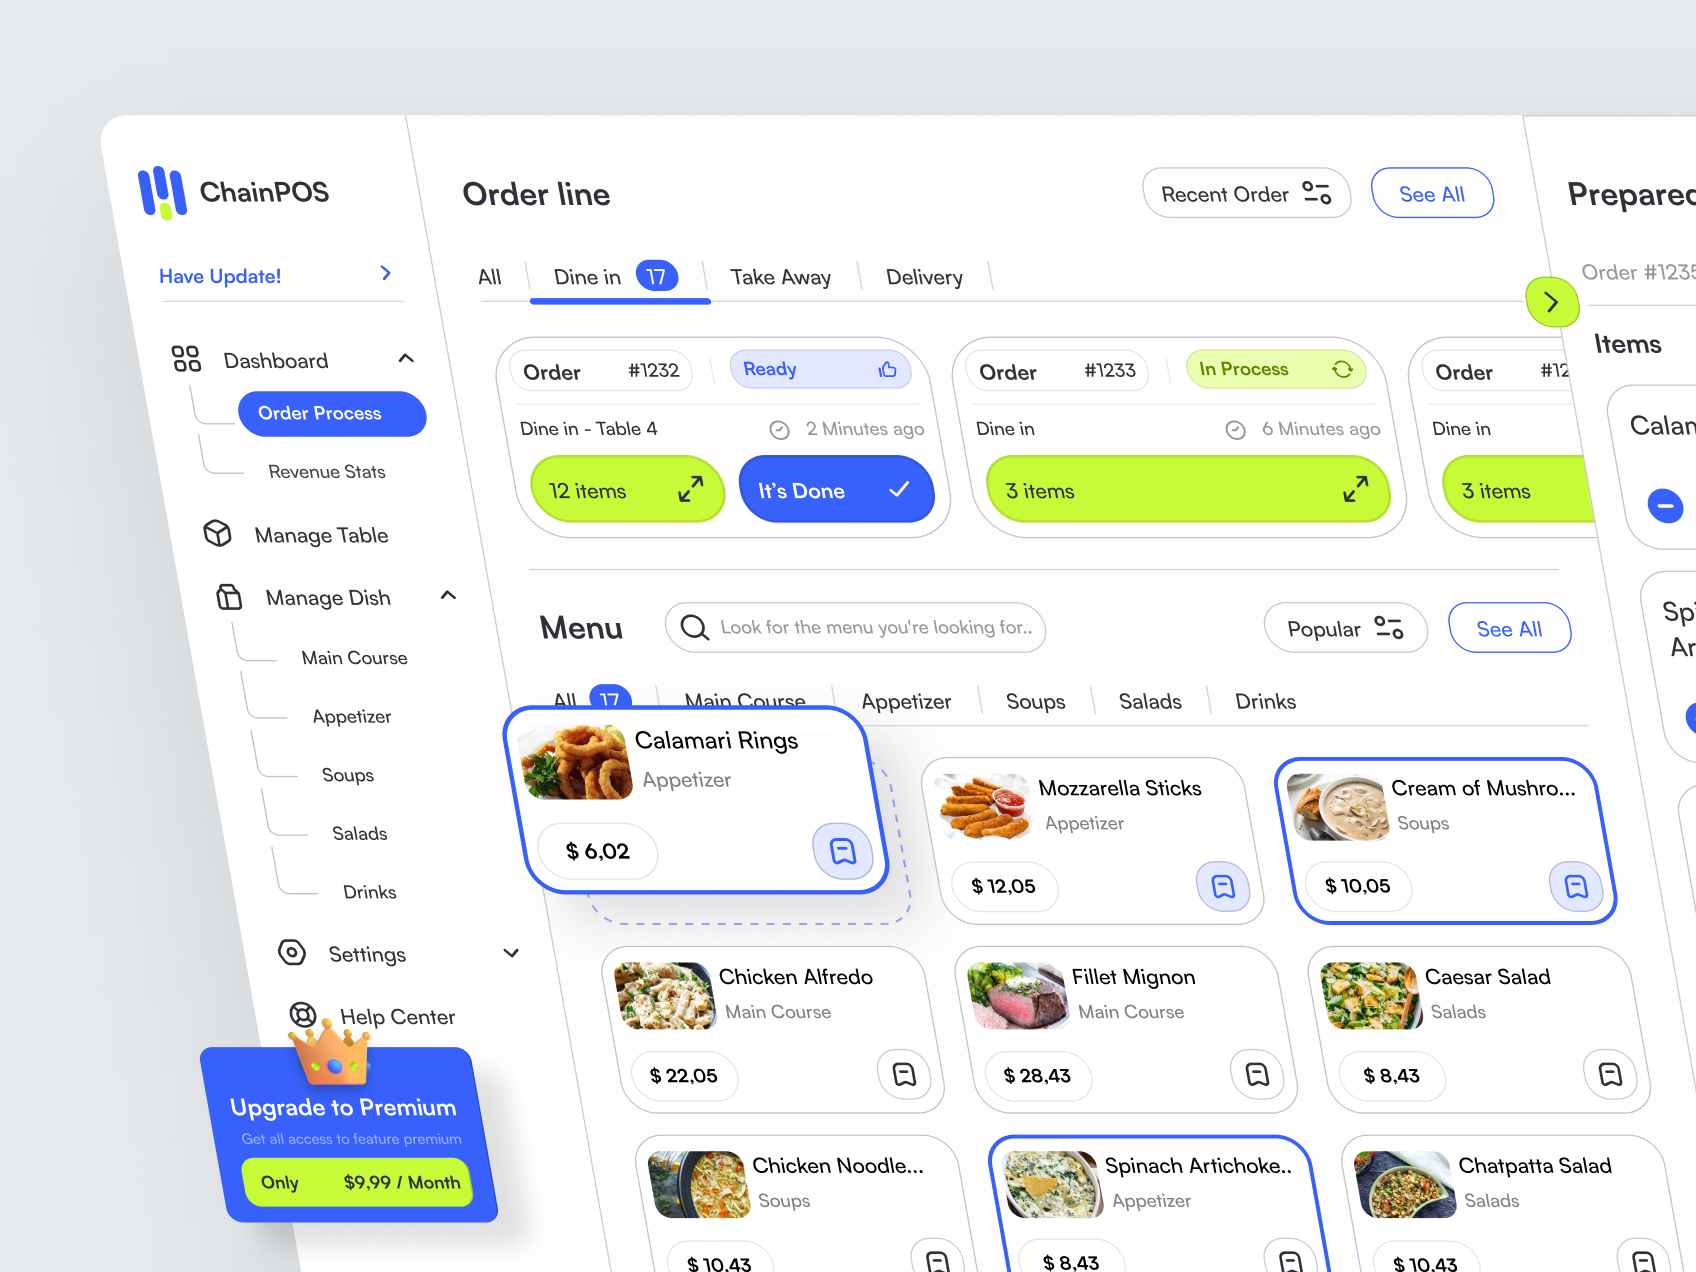 ChainPOS
Have Update!
Dashboard
Order Process
Revenue Stats
Manage Table
Manage Dish
Main Course
Appetizer
Soups
Salads
Drinks
Settings
Help Center
Upgrade to Premium
Get all access to feature premium
Only $9,99 / Month
Order line
Recent Order
See All
All Dine in 17 Take Away Delivery
Order #1232 Ready
Dine in - Table 4 2 Minutes ago
12 items It's Done
Order #1233 In Process
Dine in 6 Minutes ago
3 items
Order #12
Dine in
3 items
Menu
Look for the menu you're looking for..
Popular
See All
All 17 Main Course Appetizer Soups Salads Drinks
Calamari Rings
Appetizer
$ 6,02
Mozzarella Sticks
Appetizer
$ 12,05
Cream of Mushro...
Soups
$ 10,05
Chicken Alfredo
Main Course
$ 22,05
Fillet Mignon
Main Course
$ 28,43
Caesar Salad
Salads
$ 8,43
Chicken Noodle...
Soups
$ 10,43
Spinach Artichoke..
Appetizer
$ 8,43
Chatpatta Salad
Salads
$ 10,43
Prepared
Order #1235
Items
Calam
Spi
Ar